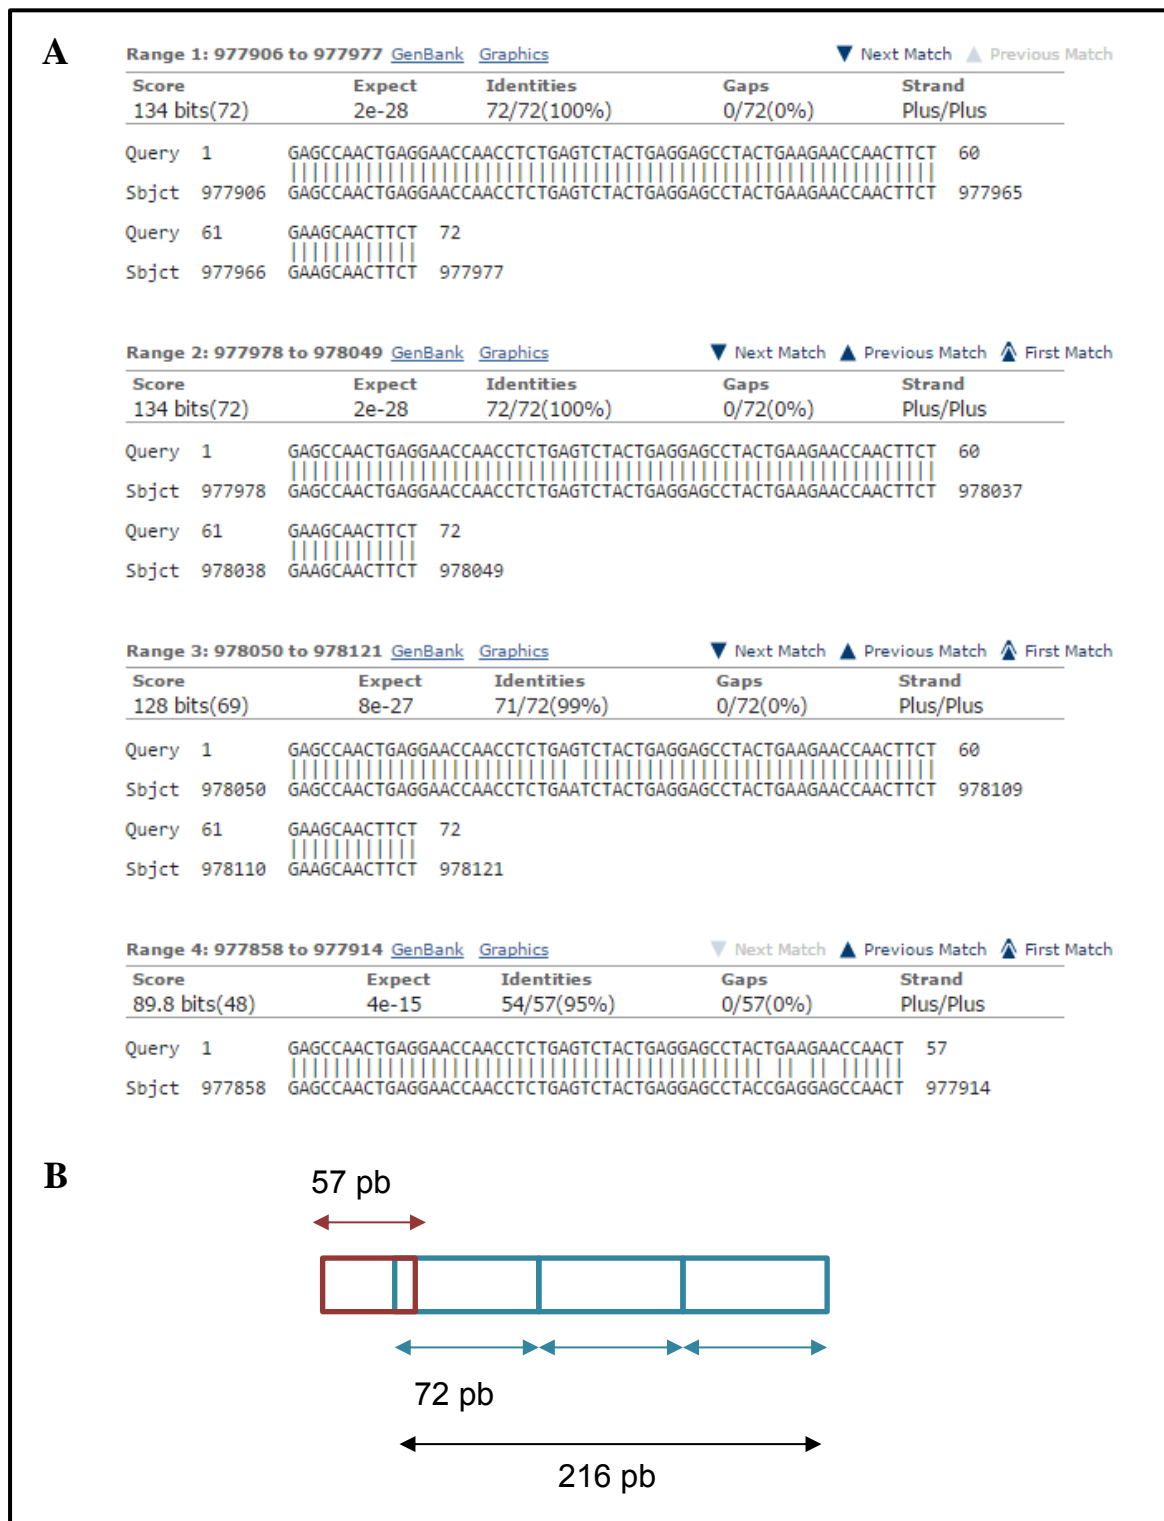 A
Range 1: 977906 to 977977 GenBank Graphics ▼ Next Match ▲ Previous Match
Score Expect Identities Gaps Strand
134 bits(72) 2e-28 72/72(100%) 0/72(0%) Plus/Plus
Query 1 GAGCCAACTGAGGAACCAACCTCTGAGTCTACTGAGGAGCCTACTGAAGAACCAACTTCT 60
||||||||||||||||||||||||||||||||||||||||||||||||||||||||||||
Sbjct 977906 GAGCCAACTGAGGAACCAACCTCTGAGTCTACTGAGGAGCCTACTGAAGAACCAACTTCT 977965
Query 61 GAAGCAACTTCT 72
||||||||||||
Sbjct 977966 GAAGCAACTTCT 977977
Range 2: 977978 to 978049 GenBank Graphics ▼ Next Match ▲ Previous Match First Match
Score Expect Identities Gaps Strand
134 bits(72) 2e-28 72/72(100%) 0/72(0%) Plus/Plus
Query 1 GAGCCAACTGAGGAACCAACCTCTGAGTCTACTGAGGAGCCTACTGAAGAACCAACTTCT 60
||||||||||||||||||||||||||||||||||||||||||||||||||||||||||||
Sbjct 977978 GAGCCAACTGAGGAACCAACCTCTGAGTCTACTGAGGAGCCTACTGAAGAACCAACTTCT 978037
Query 61 GAAGCAACTTCT 72
||||||||||||
Sbjct 978038 GAAGCAACTTCT 978049
Range 3: 978050 to 978121 GenBank Graphics ▼ Next Match ▲ Previous Match First Match
Score Expect Identities Gaps Strand
128 bits(69) 8e-27 71/72(99%) 0/72(0%) Plus/Plus
Query 1 GAGCCAACTGAGGAACCAACCTCTGAGTCTACTGAGGAGCCTACTGAAGAACCAACTTCT 60
|||||||||||||||||||||||||| |||||||||||||||||||||||||||||||||
Sbjct 978050 GAGCCAACTGAGGAACCAACCTCTGAATCTACTGAGGAGCCTACTGAAGAACCAACTTCT 978109
Query 61 GAAGCAACTTCT 72
||||||||||||
Sbjct 978110 GAAGCAACTTCT 978121
Range 4: 977858 to 977914 GenBank Graphics ▼ Next Match ▲ Previous Match First Match
Score Expect Identities Gaps Strand
89.8 bits(48) 4e-15 54/57(95%) 0/57(0%) Plus/Plus
Query 1 GAGCCAACTGAGGAACCAACCTCTGAGTCTACTGAGGAGCCTACTGAAGAACCAACT 57
|||||||||||||||||||||||||||||||||||||||||||| || || ||||||
Sbjct 977858 GAGCCAACTGAGGAACCAACCTCTGAGTCTACTGAGGAGCCTACCGAGGAGCCAACT 977914
B
57 pb
72 pb
216 pb